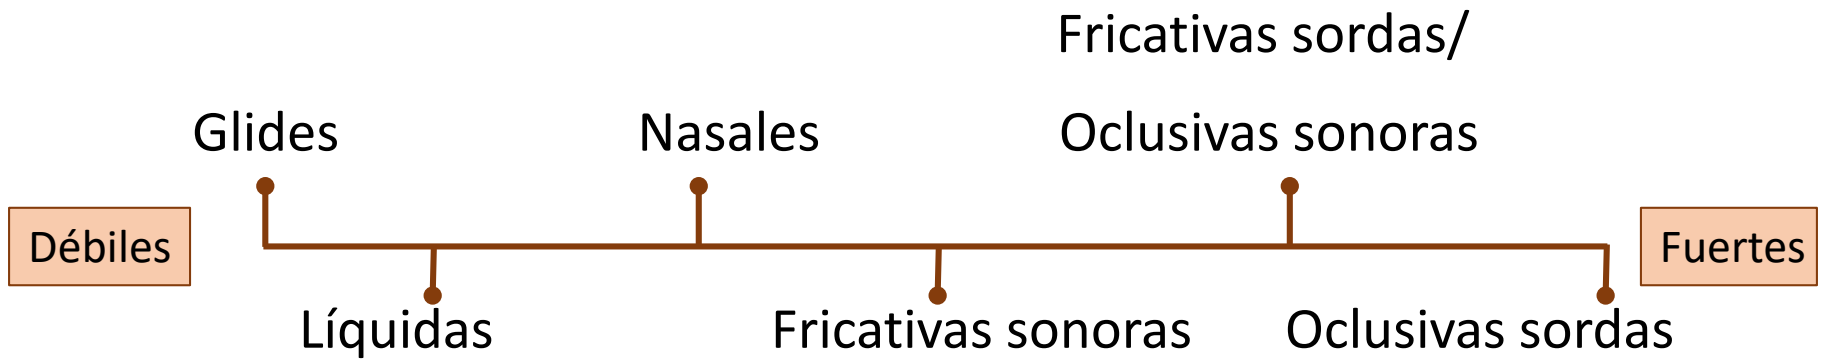 Fricativas sordas/
Glides
Nasales
Oclusivas sonoras
Débiles
Fuertes
Líquidas
Fricativas sonoras
Oclusivas sordas